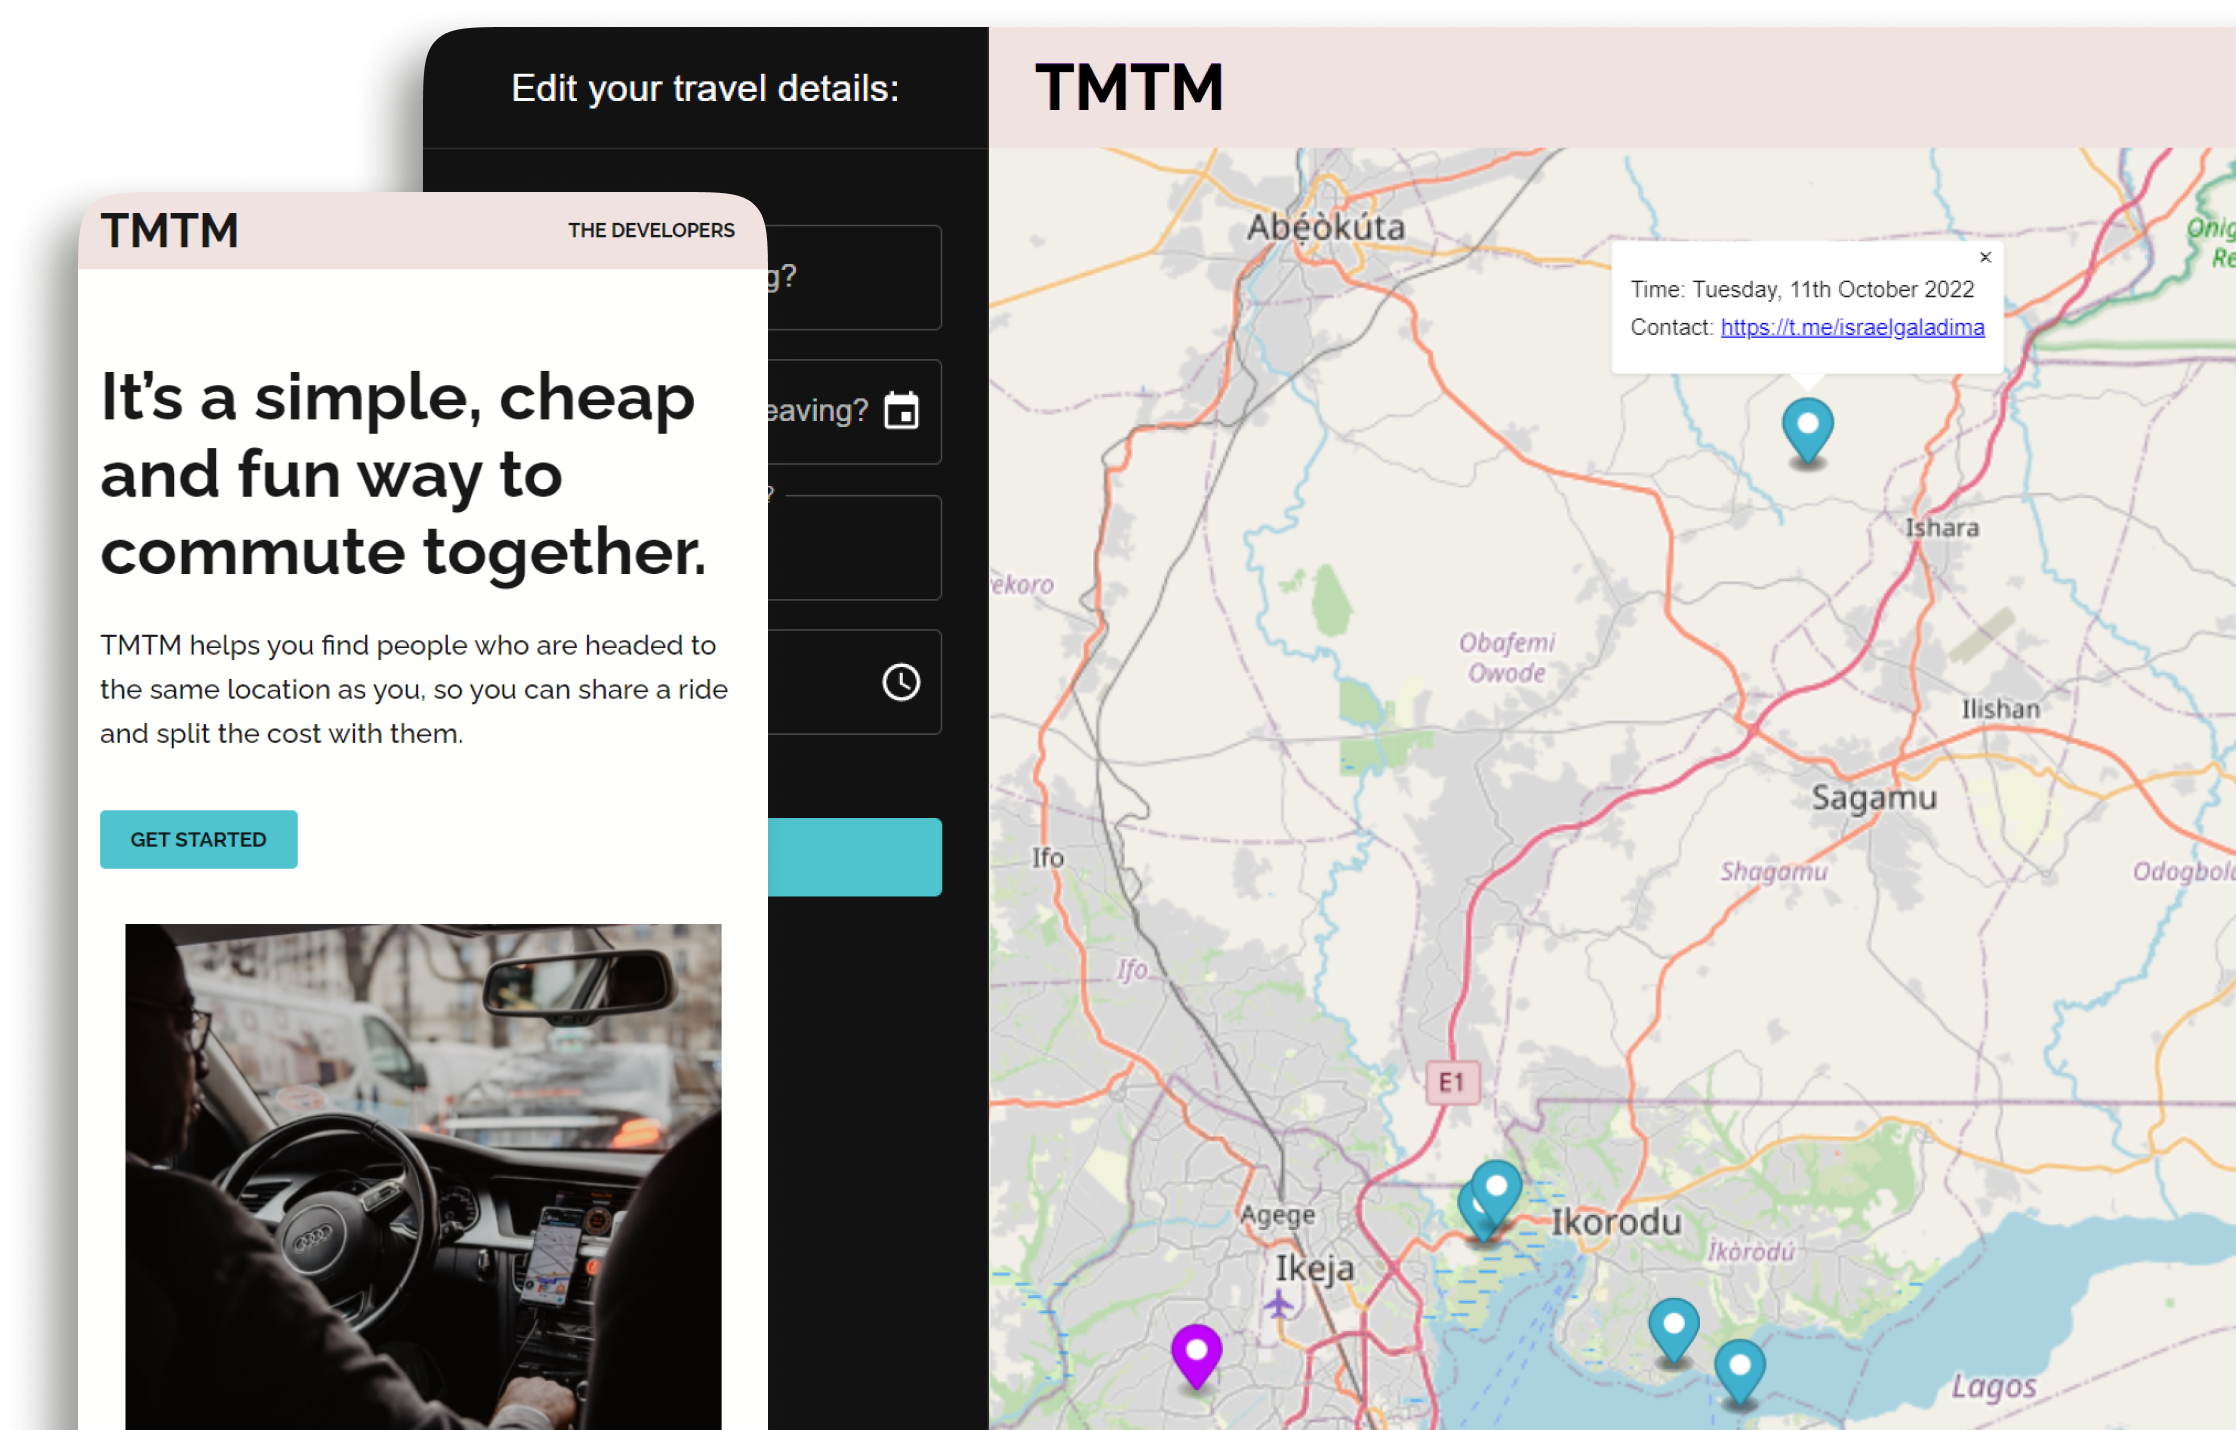 Edit your travel details:
TMTM
TMTM
THE DEVELOPERS
It’s a simple, cheap
and fun way to
commute together.
TMTM helps you find people who are headed to
the same location as you, so you can share a ride
and split the cost with them.
GET STARTED
g?
eaving?
?
Abẹ́òkúta
Time: Tuesday, 11th October 2022
Contact: https://t.me/israelgaladima
Onig
Re
Ishara
ekoro
Obafemi
Owode
Ilishan
Sagamu
Ifo
Shagamu
Odogbolu
Ifo
E1
Agege
Ikorodu
Ìkòròdú
Ikeja
Lagos